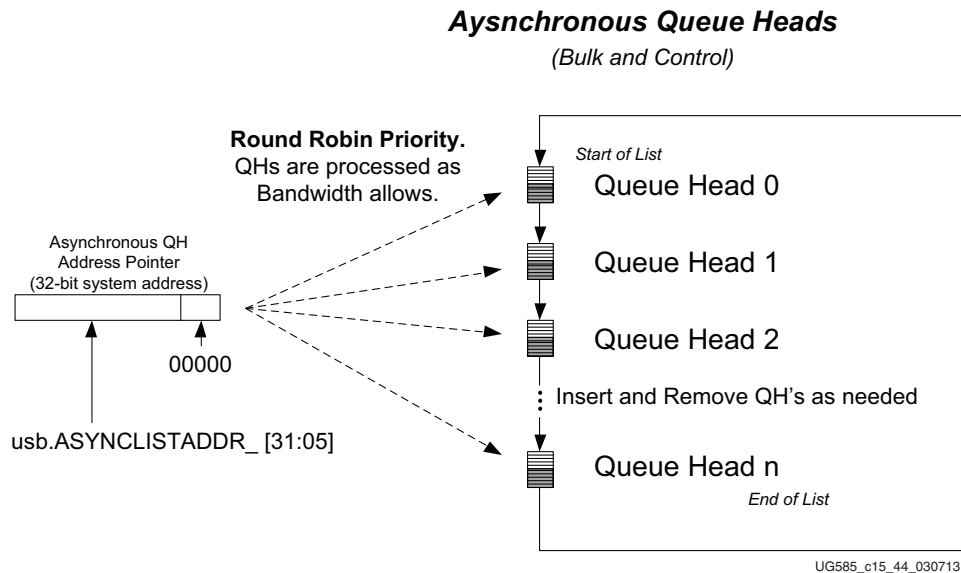 Aysnchronous Queue Heads
(Bulk and Control)
Round Robin Priority.
QHs are processed as
Bandwidth allows.
Start of List
Queue Head 0
Asynchronous QH
Address Pointer
(32-bit system address)
Queue Head 1
Queue Head 2
00000
Insert and Remove QH's as needed
usb.ASYNCLISTADDR_ [31:05]
Queue Head n
End of List
UG585_c15_44_030713